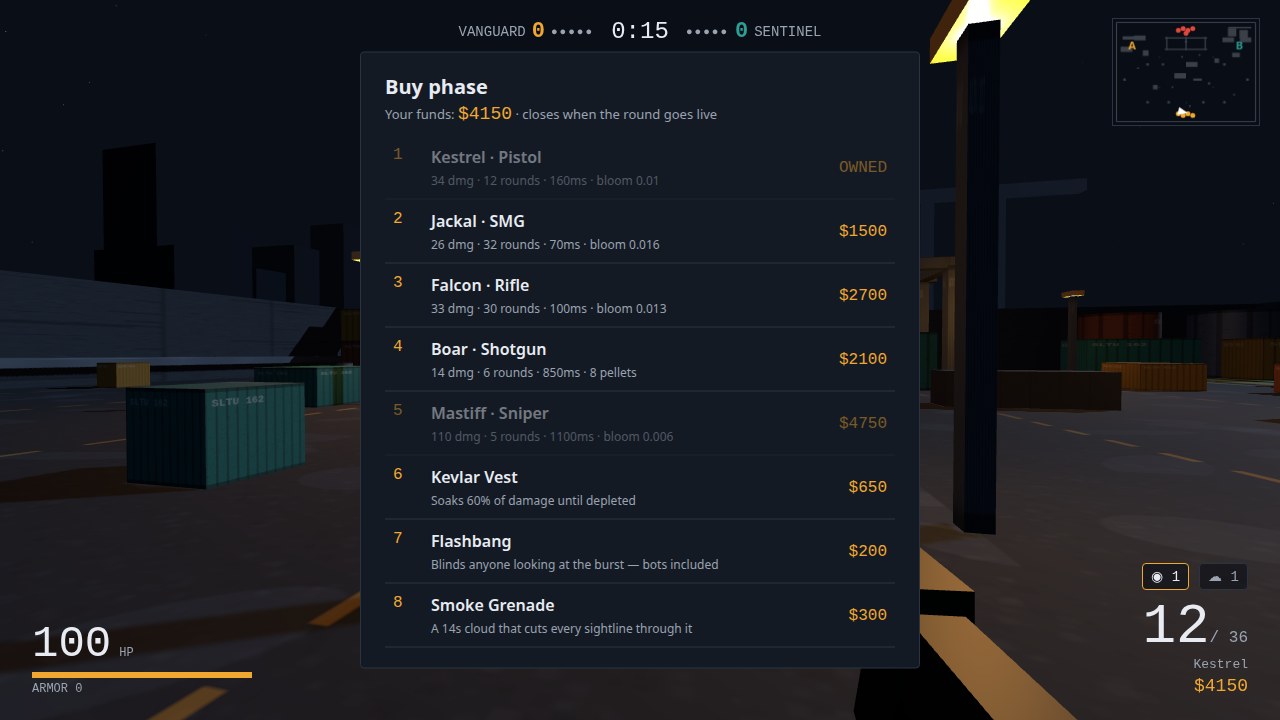 VANGUARD 0 ••••• 0:15 ••••• 0 SENTINEL
A B
Buy phase
Your funds: $4150 · closes when the round goes live
1 Kestrel · Pistol OWNED
34 dmg · 12 rounds · 160ms · bloom 0.01
2 Jackal · SMG $1500
26 dmg · 32 rounds · 70ms · bloom 0.016
3 Falcon · Rifle $2700
33 dmg · 30 rounds · 100ms · bloom 0.013
4 Boar · Shotgun $2100
14 dmg · 6 rounds · 850ms · 8 pellets
5 Mastiff · Sniper $4750
110 dmg · 5 rounds · 1100ms · bloom 0.006
6 Kevlar Vest $650
Soaks 60% of damage until depleted
7 Flashbang $200
Blinds anyone looking at the burst — bots included
8 Smoke Grenade $300
A 14s cloud that cuts every sightline through it
SLTU 162
100 HP
ARMOR 0
◉ 1 ☁ 1
12 / 36
Kestrel
$4150